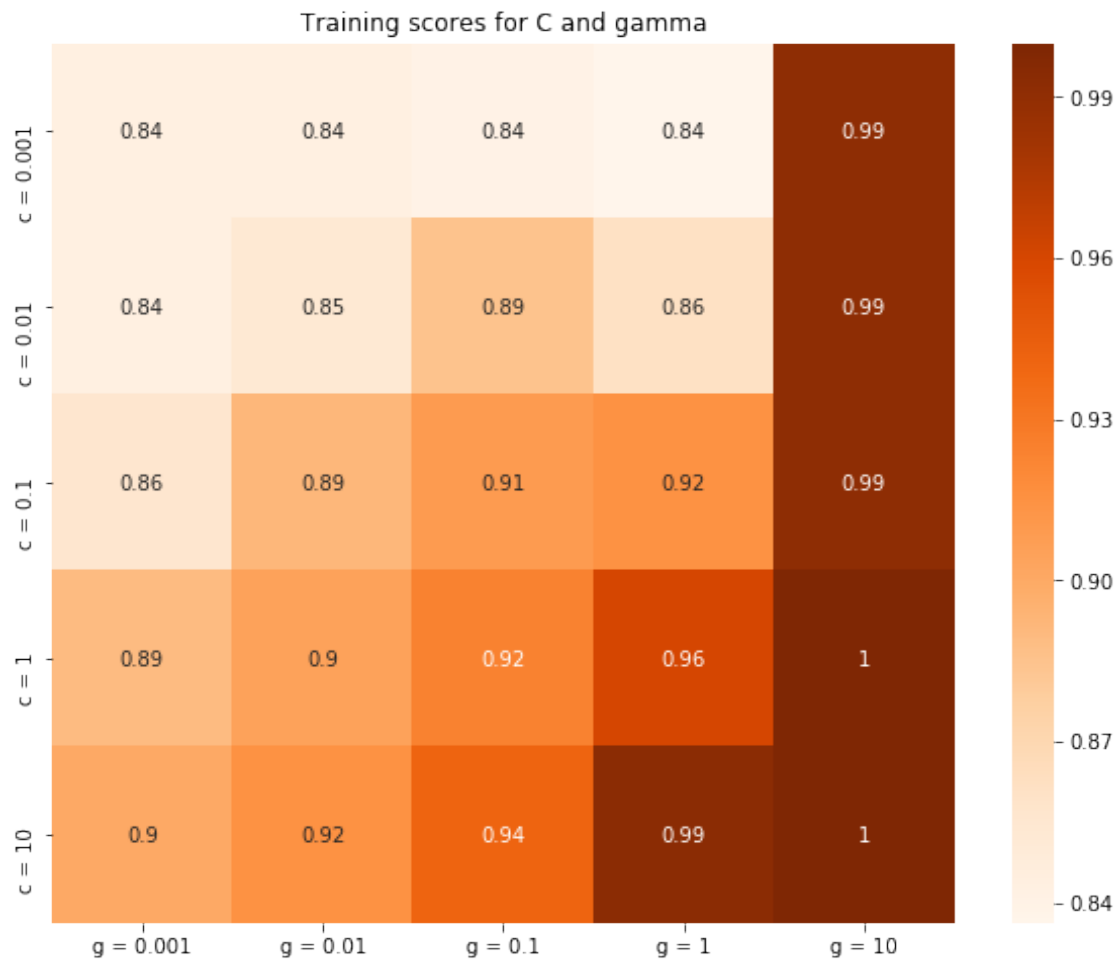 Training scores for C and gamma
c = 0.001
0.84 0.84 0.84 0.84 0.99
c = 0.01
0.84 0.85 0.89 0.86 0.99
c = 0.1
0.86 0.89 0.91 0.92 0.99
c = 1
0.89 0.9 0.92 0.96 1
c = 10
0.9 0.92 0.94 0.99 1
g = 0.001 g = 0.01 g = 0.1 g = 1 g = 10
0.99
0.96
0.93
0.90
0.87
0.84